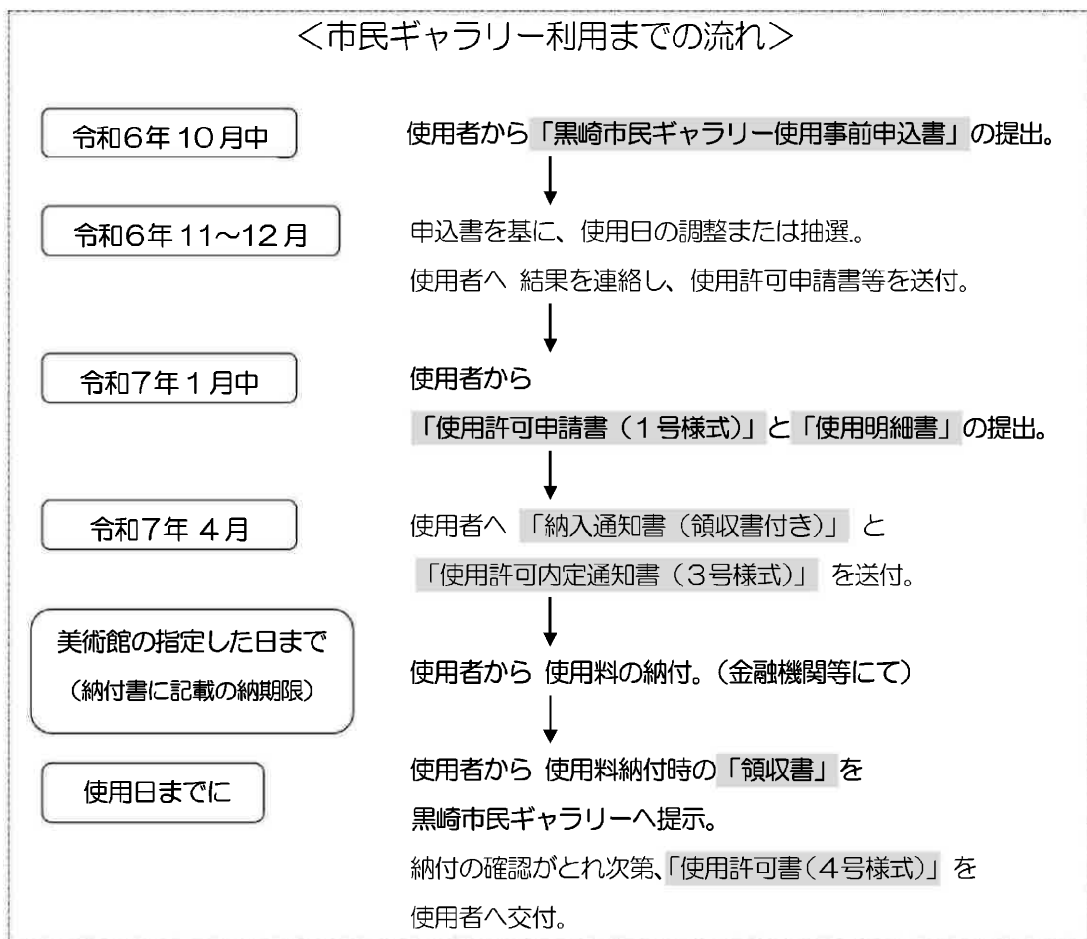 ＜市民ギャラリー利用までの流れ＞
令和6年10月中
使用者から「黒崎市民ギャラリー使用事前申込書」の提出。
令和6年11～12月
申込書を基に、使用日の調整または抽選。
使用者へ 結果を連絡し、使用許可申請書等を送付。
令和7年1月中
使用者から
「使用許可申請書（1号様式）」と「使用明細書」の提出。
令和7年 4月
使用者へ 「納入通知書（領収書付き）」 と
「使用許可内定通知書（3号様式）」 を送付。
美術館の指定した日まで
（納付書に記載の納期限）
使用者から 使用料の納付。（金融機関等にて）
使用日までに
使用者から 使用料納付時の「領収書」を
黒崎市民ギャラリーへ提示。
納付の確認がとれ次第、「使用許可書（4号様式）」 を
使用者へ交付。